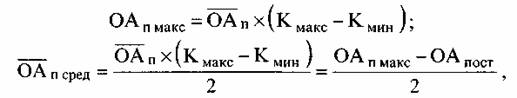 ОА п макс = ОА̅ п × (К макс – К мин);
ОА̅ п сред = ОА̅ п × (К макс – К мин) / 2 = ОА п макс – ОА пост / 2 ,